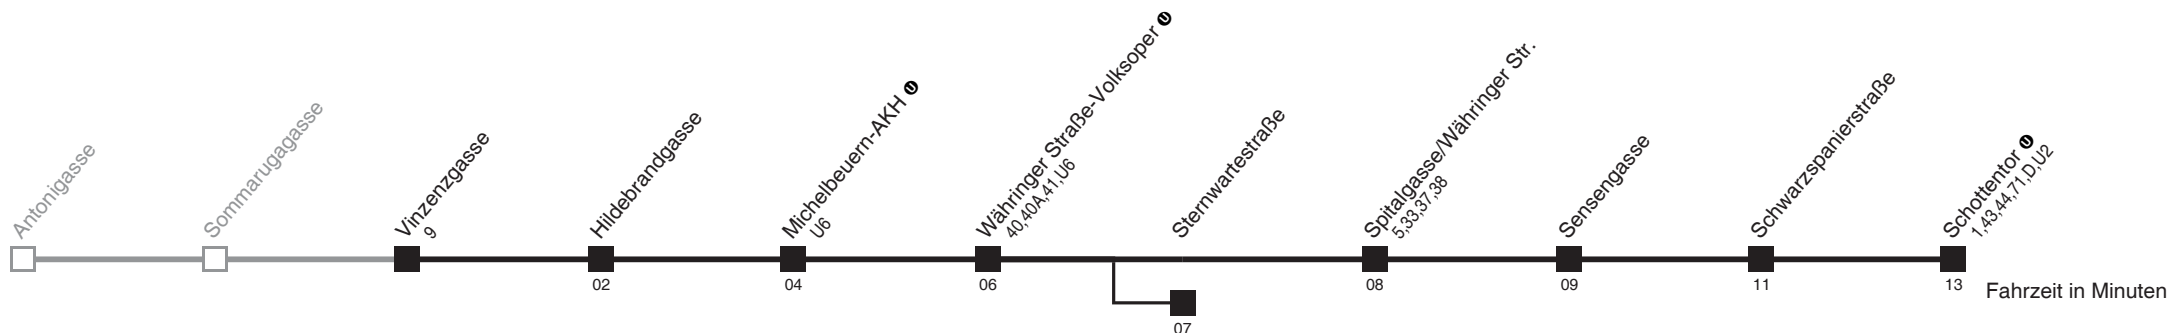 Antonigasse
Sommarugagasse
Vinzenzgasse
9
Hildebrandgasse
02
Michelbeuern-AKH U
U6
04
Währinger Straße-Volksoper U
40,40A,41,U6
06
Sternwartestraße
07
Spitalgasse/Währinger Str.
5,33,37,38
08
Sensengasse
09
Schwarzspanierstraße
11
Schottentor U
1,43,44,71,D,U2
13
Fahrzeit in Minuten